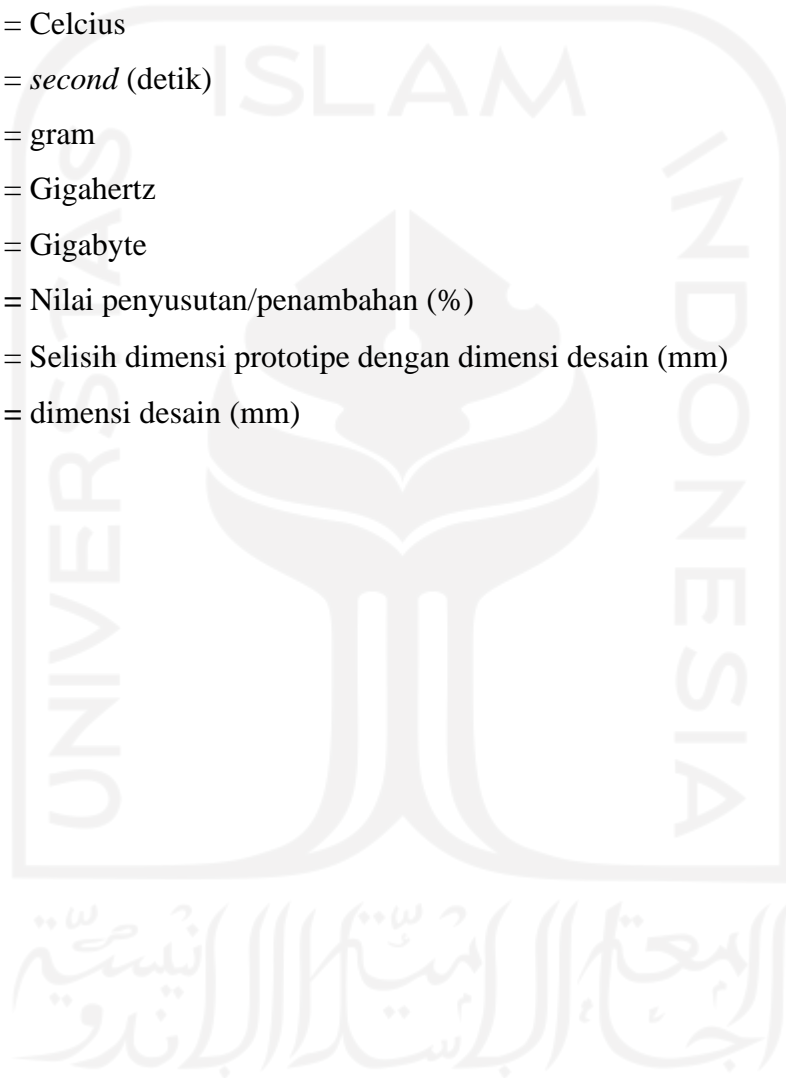 = Celcius
= second (detik)
= gram
= Gigahertz
= Gigabyte
= Nilai penyusutan/penambahan (%)
= Selisih dimensi prototipe dengan dimensi desain (mm)
= dimensi desain (mm)
ISLAM
UNIVERSITAS
INDONESIA